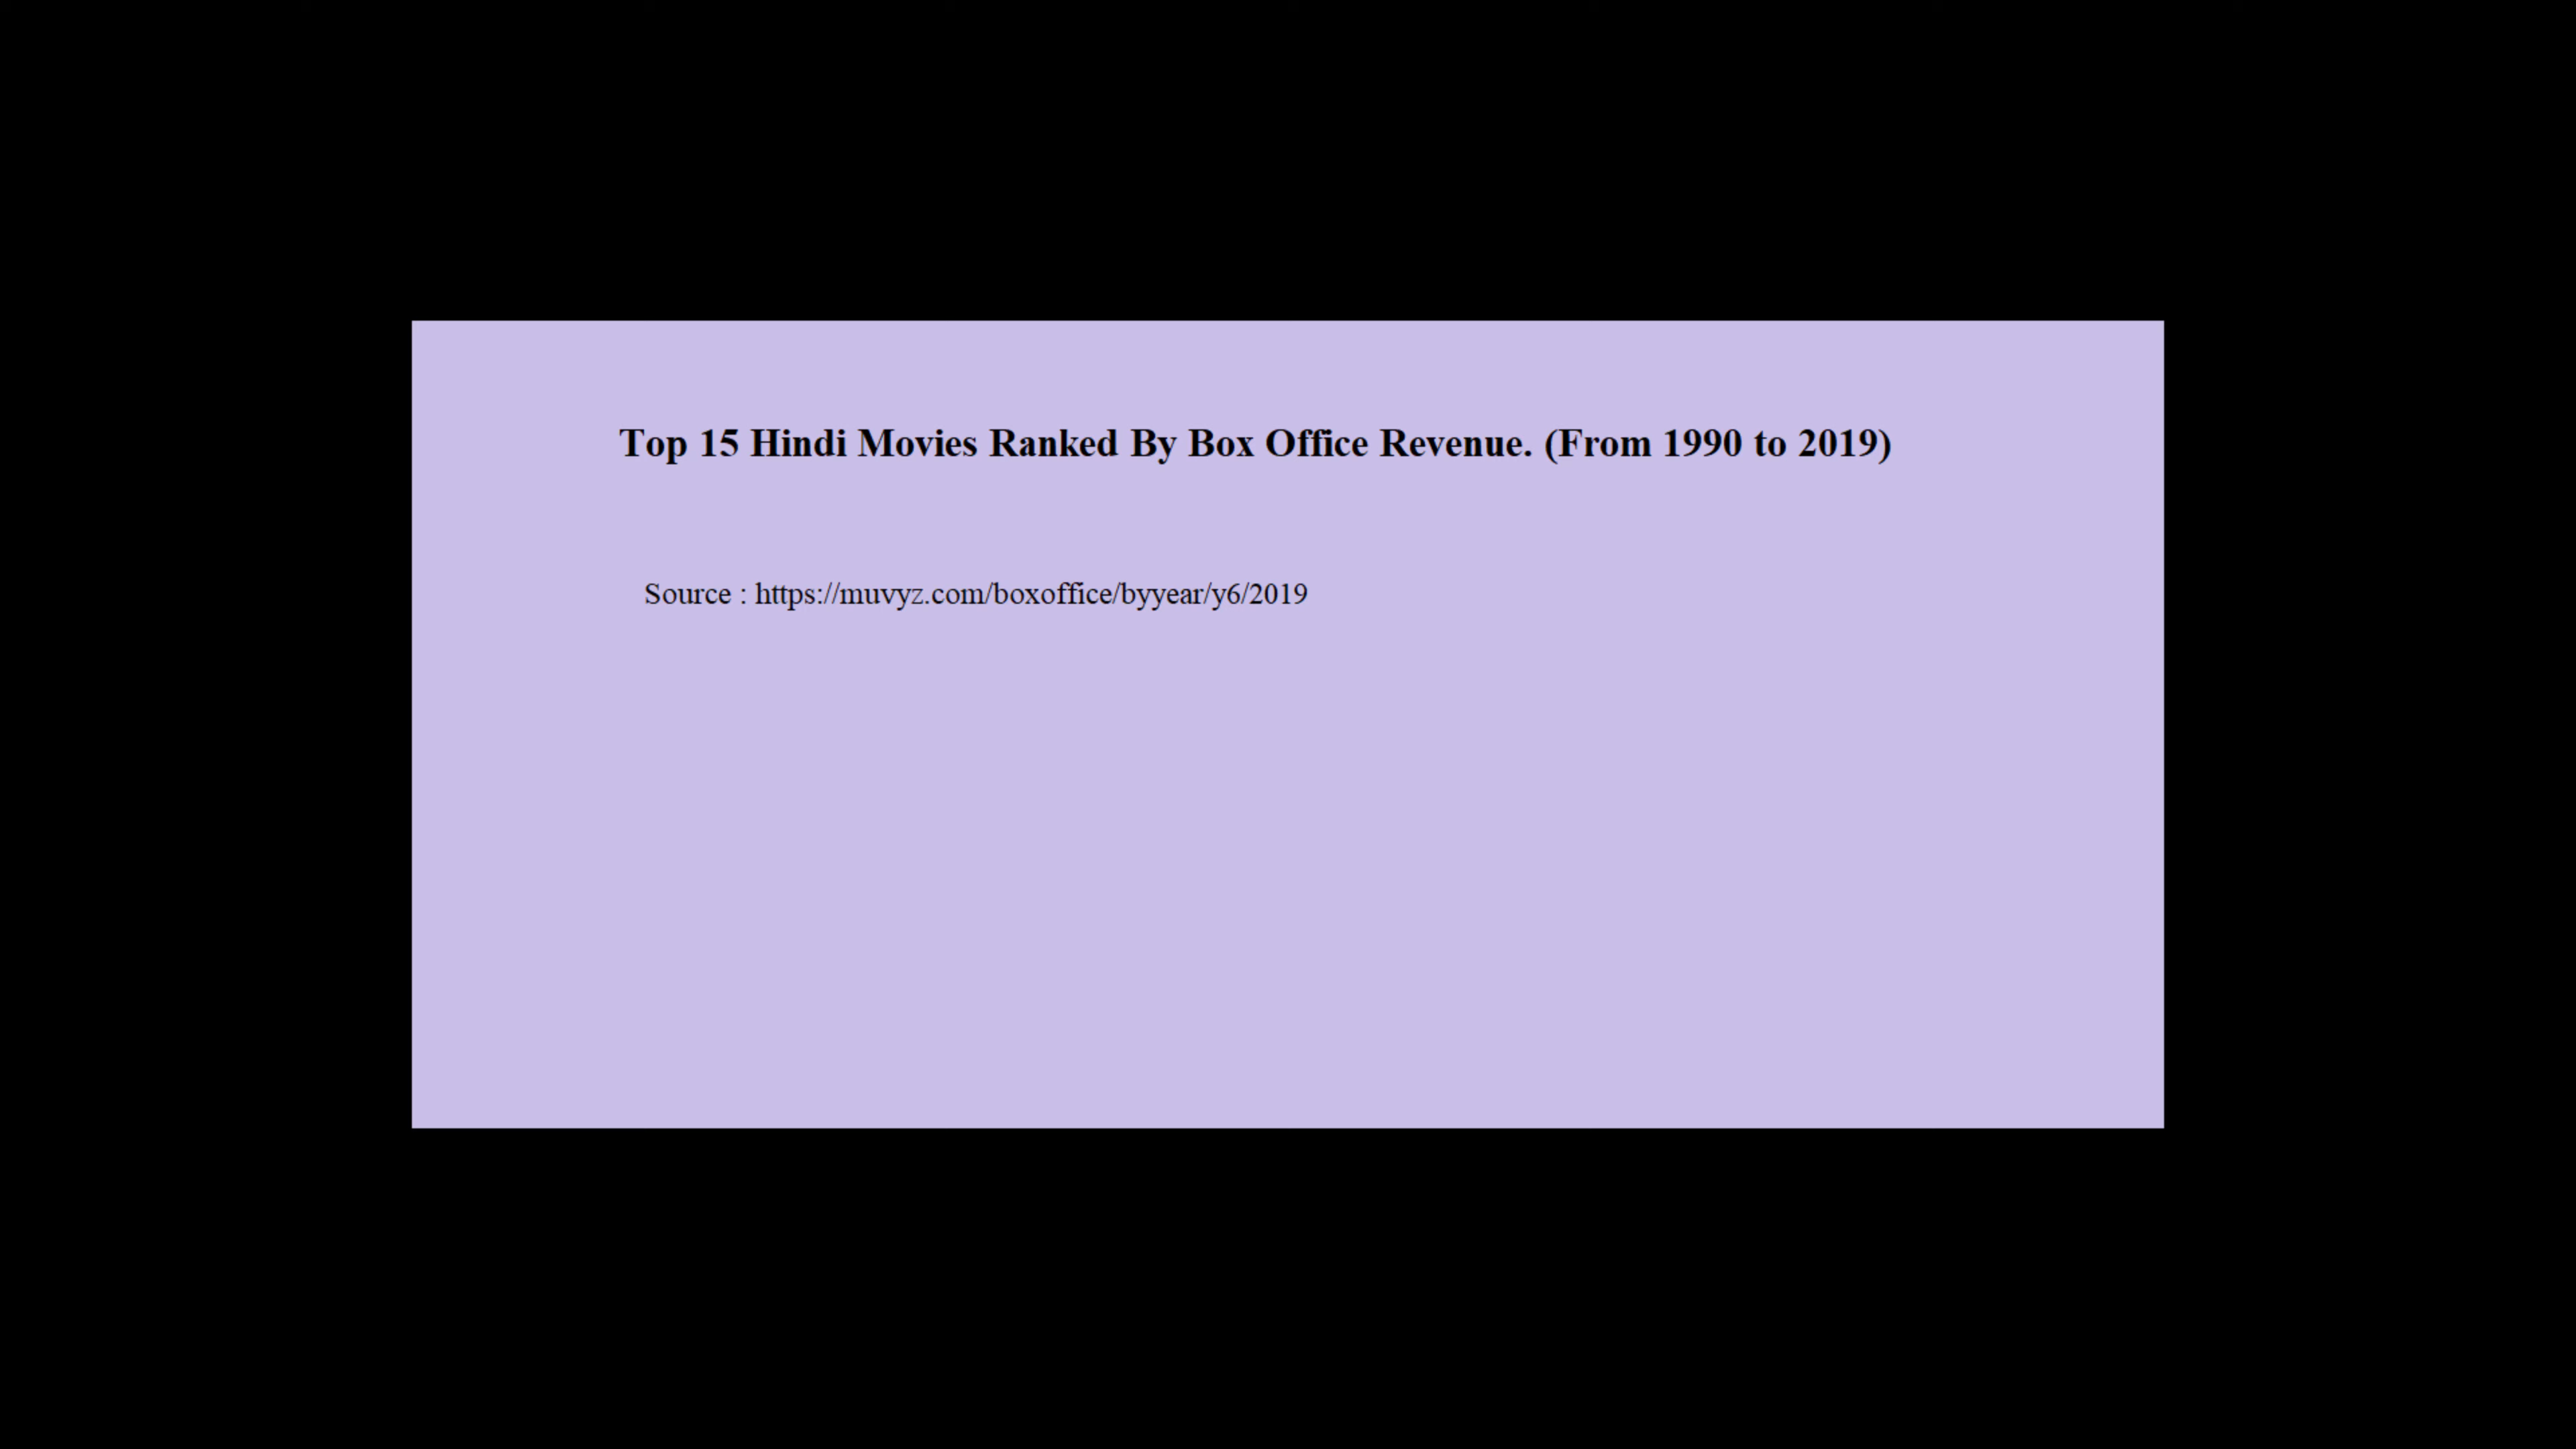 Top 15 Hindi Movies Ranked By Box Office Revenue. (From 1990 to 2019)
Source : https://muvyz.com/boxoffice/byyear/y6/2019